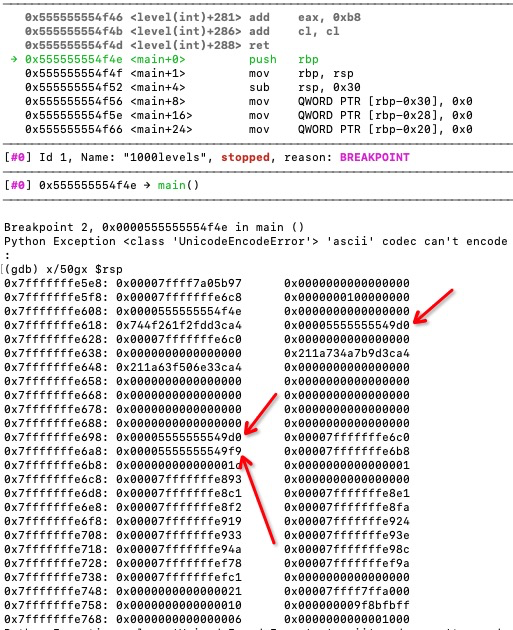 0x555555554f46 <level(int)+281> add eax, 0xb8
0x555555554f4b <level(int)+286> add cl, cl
0x555555554f4d <level(int)+288> ret
→ 0x555555554f4e <main+0> push rbp
0x555555554f4f <main+1> mov rbp, rsp
0x555555554f52 <main+4> sub rsp, 0x30
0x555555554f56 <main+8> mov QWORD PTR [rbp-0x30], 0x0
0x555555554f5e <main+16> mov QWORD PTR [rbp-0x28], 0x0
0x555555554f66 <main+24> mov QWORD PTR [rbp-0x20], 0x0
[#0] Id 1, Name: "1000levels", stopped, reason: BREAKPOINT
[#0] 0x555555554f4e → main()
Breakpoint 2, 0x0000555555554f4e in main ()
Python Exception <class 'UnicodeEncodeError'> 'ascii' codec can't encode
:
(gdb) x/50gx $rsp
0x7fffffffe5e8: 0x00007ffff7a05b97 0x0000000000000000
0x7fffffffe5f8: 0x00007fffffffe6c8 0x0000000100000000
0x7fffffffe608: 0x0000555555554f4e 0x0000000000000000
0x7fffffffe618: 0x744f261f2fdd3ca4 0x00005555555549d0
0x7fffffffe628: 0x00007fffffffe6c0 0x0000000000000000
0x7fffffffe638: 0x0000000000000000 0x211a734a7b9d3ca4
0x7fffffffe648: 0x211a63f506e33ca4 0x0000000000000000
0x7fffffffe658: 0x0000000000000000 0x0000000000000000
0x7fffffffe668: 0x0000000000000000 0x0000000000000000
0x7fffffffe678: 0x0000000000000000 0x0000000000000000
0x7fffffffe688: 0x0000000000000000 0x0000000000000000
0x7fffffffe698: 0x00005555555549d0 0x00007fffffffe6c0
0x7fffffffe6a8: 0x00005555555549f9 0x00007fffffffe6b8
0x7fffffffe6b8: 0x000000000000001c 0x0000000000000001
0x7fffffffe6c8: 0x00007fffffffe893 0x0000000000000000
0x7fffffffe6d8: 0x00007fffffffe8c1 0x00007fffffffe8e1
0x7fffffffe6e8: 0x00007fffffffe8f2 0x00007fffffffe8fa
0x7fffffffe6f8: 0x00007fffffffe919 0x00007fffffffe924
0x7fffffffe708: 0x00007fffffffe933 0x00007fffffffe93e
0x7fffffffe718: 0x00007fffffffe94a 0x00007fffffffe98c
0x7fffffffe728: 0x00007fffffffef78 0x00007fffffffef9a
0x7fffffffe738: 0x00007fffffffefc1 0x0000000000000000
0x7fffffffe748: 0x0000000000000021 0x00007ffff7ffa000
0x7fffffffe758: 0x0000000000000010 0x000000009f8bfbff
0x7fffffffe768: 0x0000000000000006 0x0000000000001000